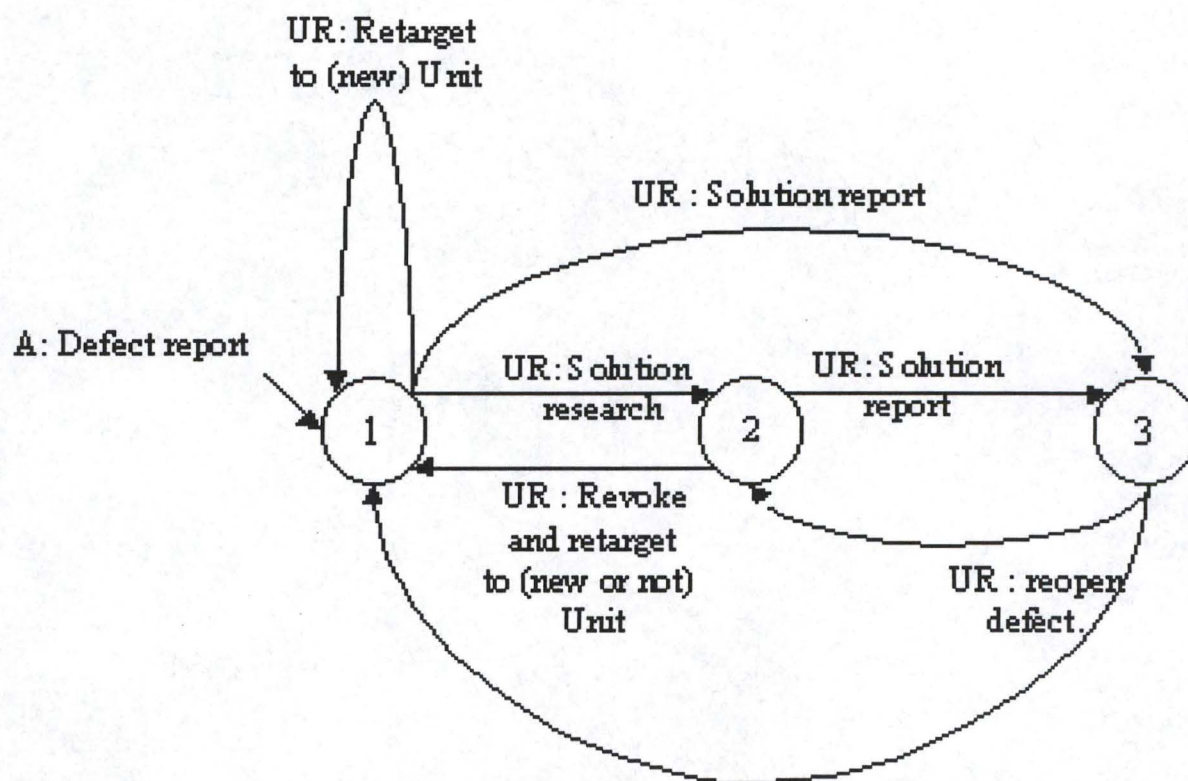 UR: Retarget
to (new) Unit
UR : Solution report
A: Defect report
UR: Solution
research
UR: Solution
report
1
2
3
UR : Revoke
and retarget
to (new or not)
Unit
UR : reopen
defect.